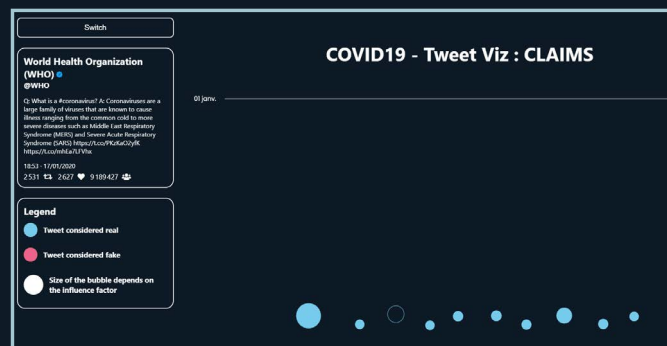 Switch
COVID19 - Tweet Viz : CLAIMS
World Health Organization
(WHO)
@WHO
Q: What is a #coronavirus? A: Coronaviruses are a
large family of viruses that are known to cause
illness ranging from the common cold to more
severe diseases such as Middle East Respiratory
Syndrome (MERS) and Severe Acute Respiratory
Syndrome (SARS) https://t.co/PKzKaO2yfK
https://t.co/mhEa7LFVhx
18:53 - 17/01/2020
2 531 2 627 9 189 427
01 janv.
Legend
Tweet considered real
Tweet considered fake
Size of the bubble depends on
the influence factor